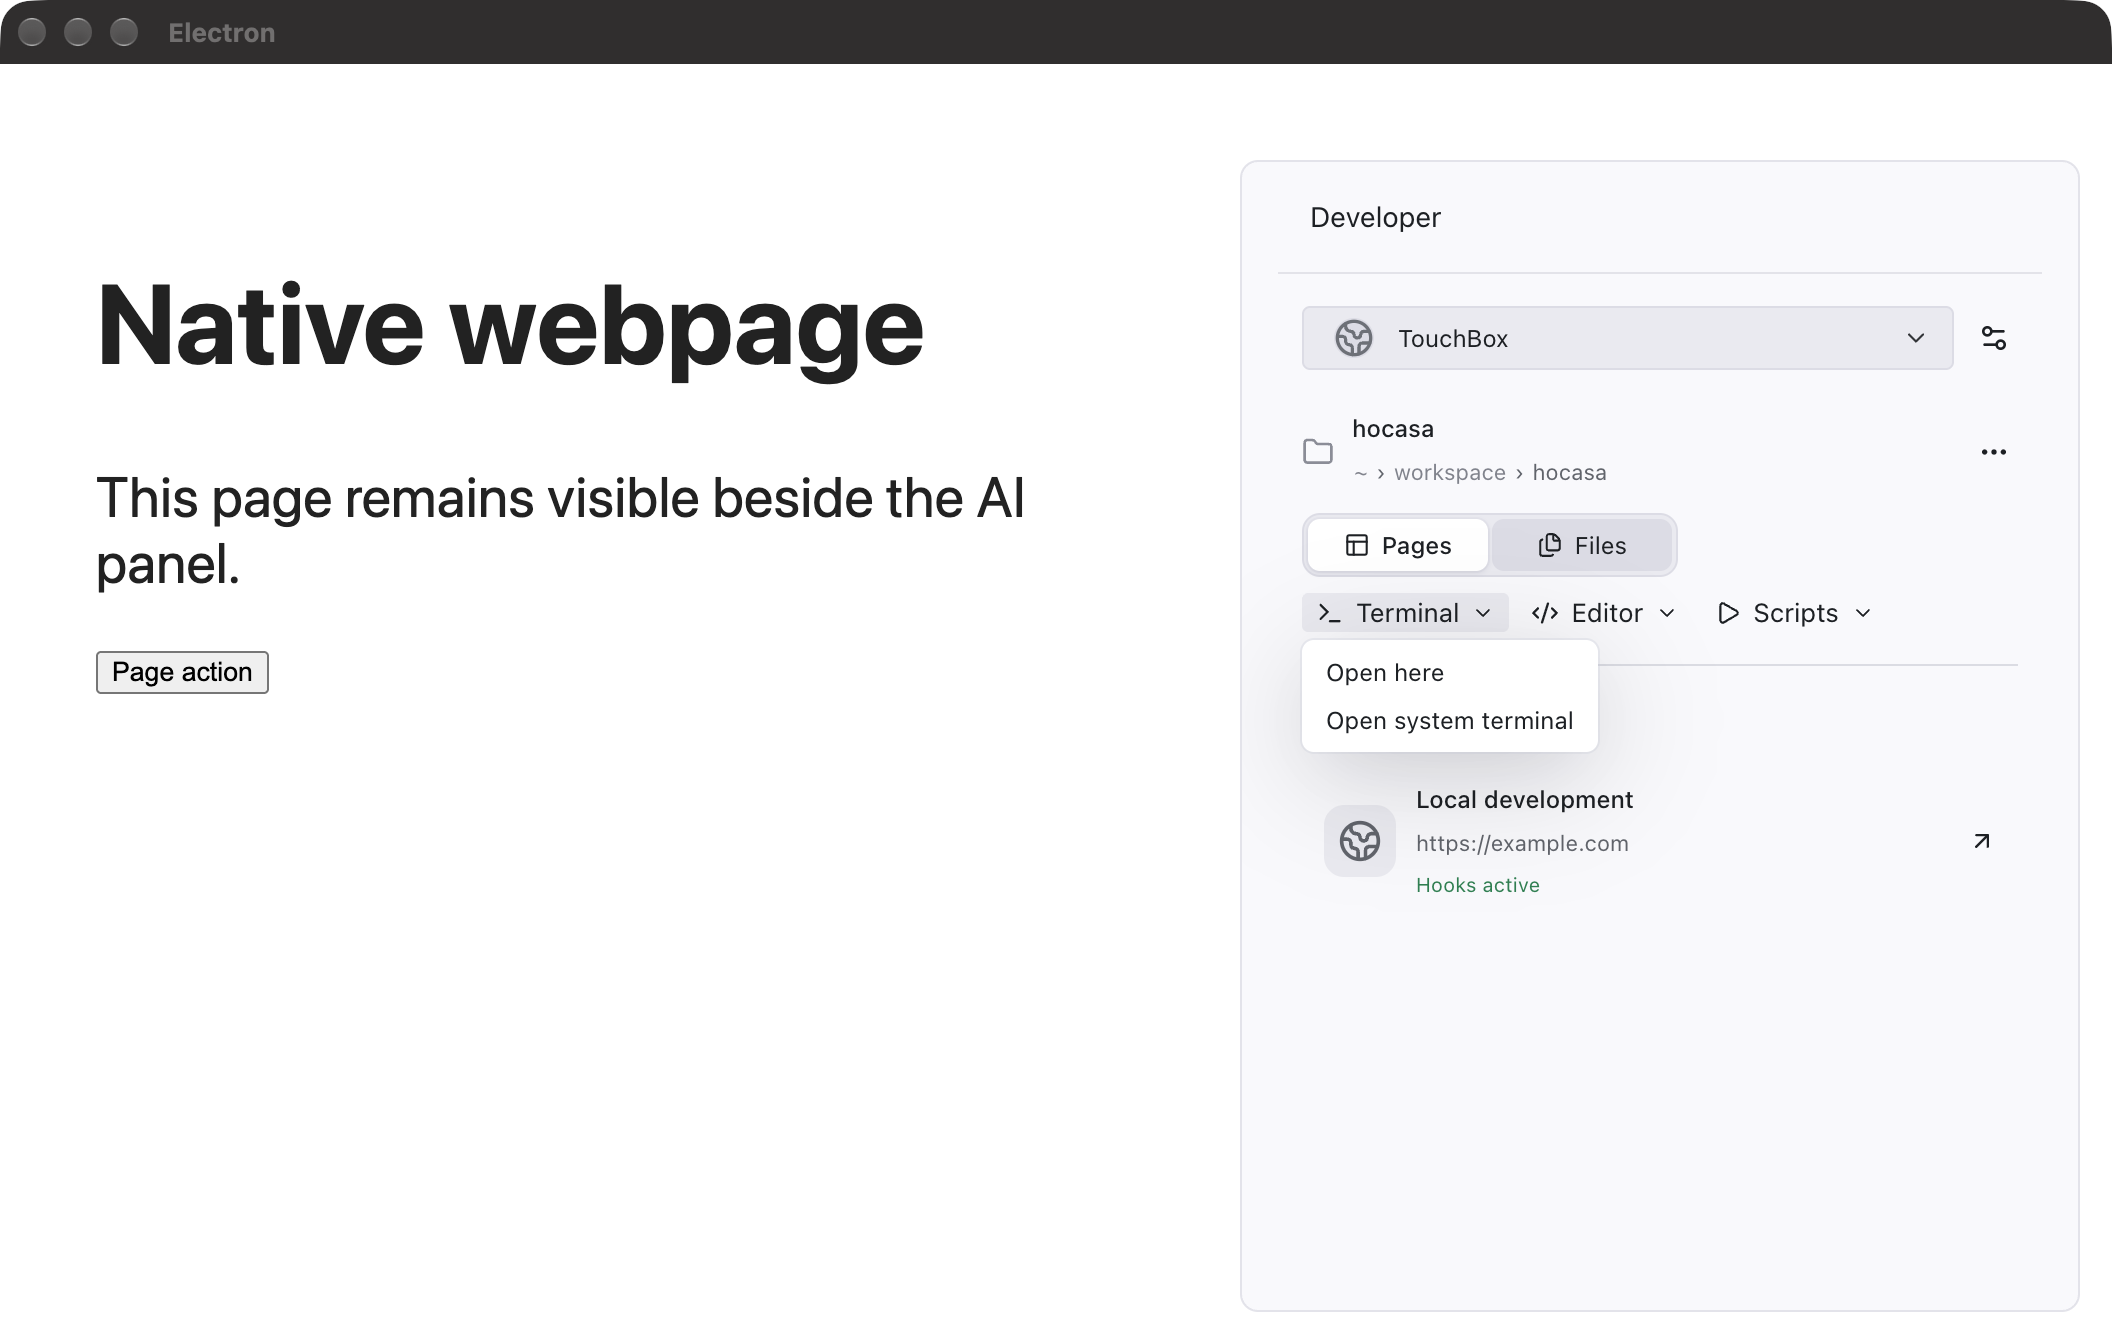 Electron
Native webpage
This page remains visible beside the AI
panel.
Page action
Developer
TouchBox
hocasa
~ › workspace › hocasa
Pages
Files
Terminal
Editor
Scripts
Open here
Open system terminal
Local development
https://example.com
Hooks active